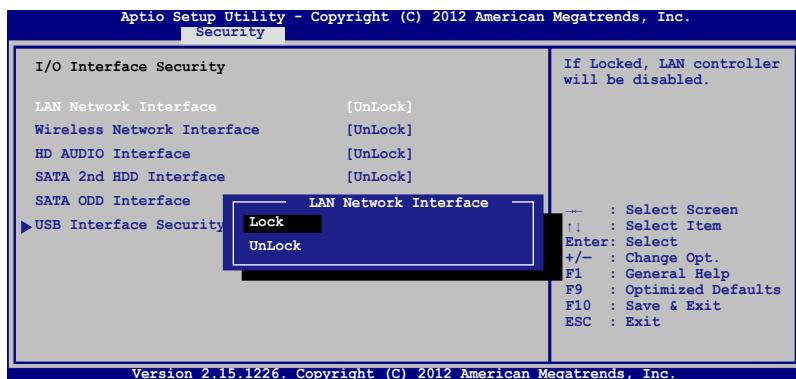 Aptio Setup Utility - Copyright (C) 2012 American Megatrends, Inc.
Security
I/O Interface Security
LAN Network Interface [UnLock]
Wireless Network Interface [UnLock]
HD AUDIO Interface [UnLock]
SATA 2nd HDD Interface [UnLock]
SATA ODD Interface
USB Interface Security
LAN Network Interface
Lock
UnLock
If Locked, LAN controller
will be disabled.
→← : Select Screen
↑↓ : Select Item
Enter: Select
+/— : Change Opt.
F1 : General Help
F9 : Optimized Defaults
F10 : Save & Exit
ESC : Exit
Version 2.15.1226. Copyright (C) 2012 American Megatrends, Inc.